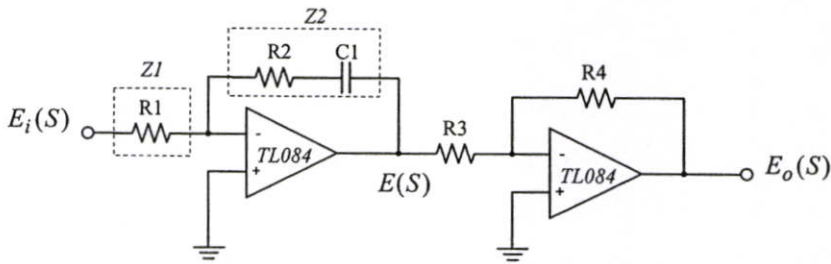 Z2
R2
C1
Z1
R1
R4
E_i(S)
-
TL084
+
R3
E(S)
-
TL084
+
E_o(S)